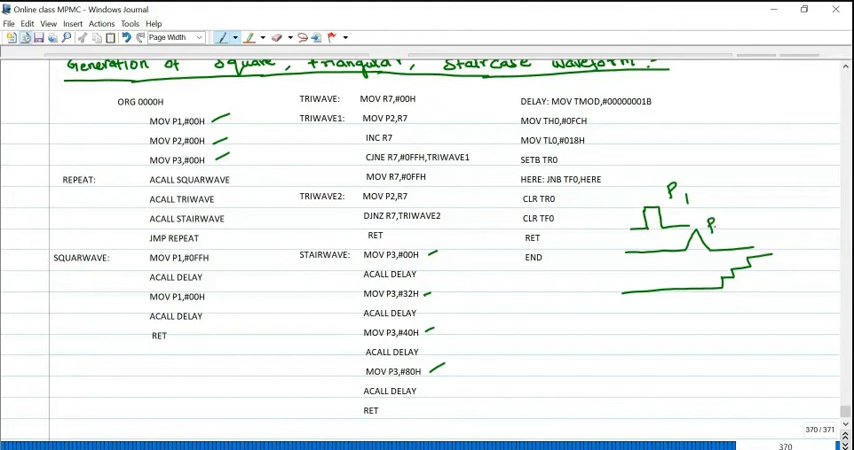 Online class MPMC - Windows Journal
File Edit View Insert Actions Tools Help
Page Width
Generation of square, triangular, staircase waveform :-
ORG 0000H
MOV P1,#00H
MOV P2,#00H
MOV P3,#00H
REPEAT: ACALL SQUARWAVE
ACALL TRIWAVE
ACALL STAIRWAVE
JMP REPEAT
SQUARWAVE: MOV P1,#0FFH
ACALL DELAY
MOV P1,#00H
ACALL DELAY
RET
TRIWAVE: MOV R7,#00H
TRIWAVE1: MOV P2,R7
INC R7
CJNE R7,#0FFH,TRIWAVE1
MOV R7,#0FFH
TRIWAVE2: MOV P2,R7
DJNZ R7,TRIWAVE2
RET
STAIRWAVE: MOV P3,#00H
ACALL DELAY
MOV P3,#32H
ACALL DELAY
MOV P3,#40H
ACALL DELAY
MOV P3,#80H
ACALL DELAY
RET
DELAY: MOV TMOD,#00000001B
MOV TH0,#0FCH
MOV TL0,#018H
SETB TR0
HERE: JNB TF0,HERE
CLR TR0
CLR TF0
RET
END
P1
P.
370 / 371
370